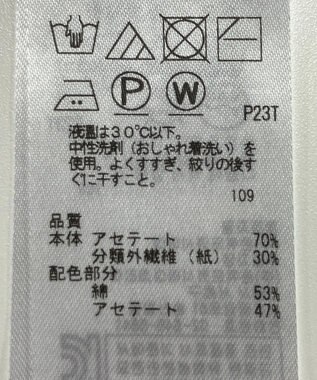 P W
P23T
液温は30℃以下。
中性洗剤（おしゃれ着洗い）を
使用。よくすすぎ、絞りの後す
ぐに干すこと。
109
品質
本体 アセテート 70%
分類外繊維（紙） 30%
配色部分
綿 53%
アセテート 47%